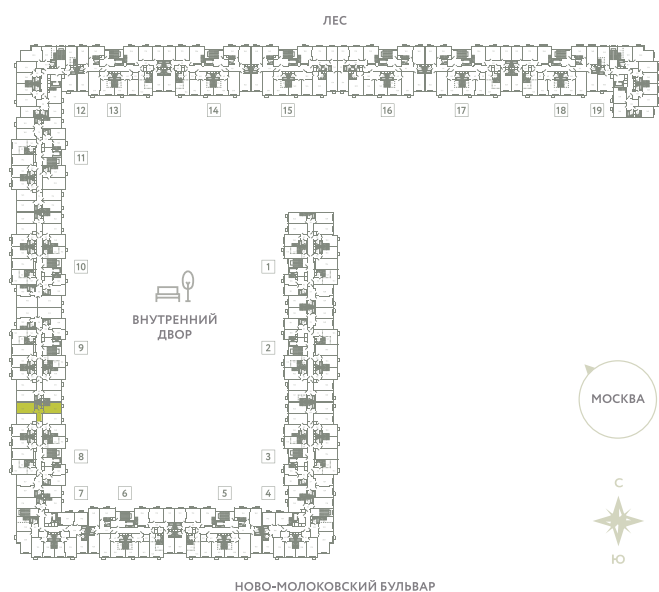 ЛЕС
12 13 14 15 16 17 18 19
11
10 1
ВНУТРЕННИЙ
ДВОР
9 2
МОСКВА
8 3
7 6 5 4
С
Ю
НОВО-МОЛОКОВСКИЙ БУЛЬВАР